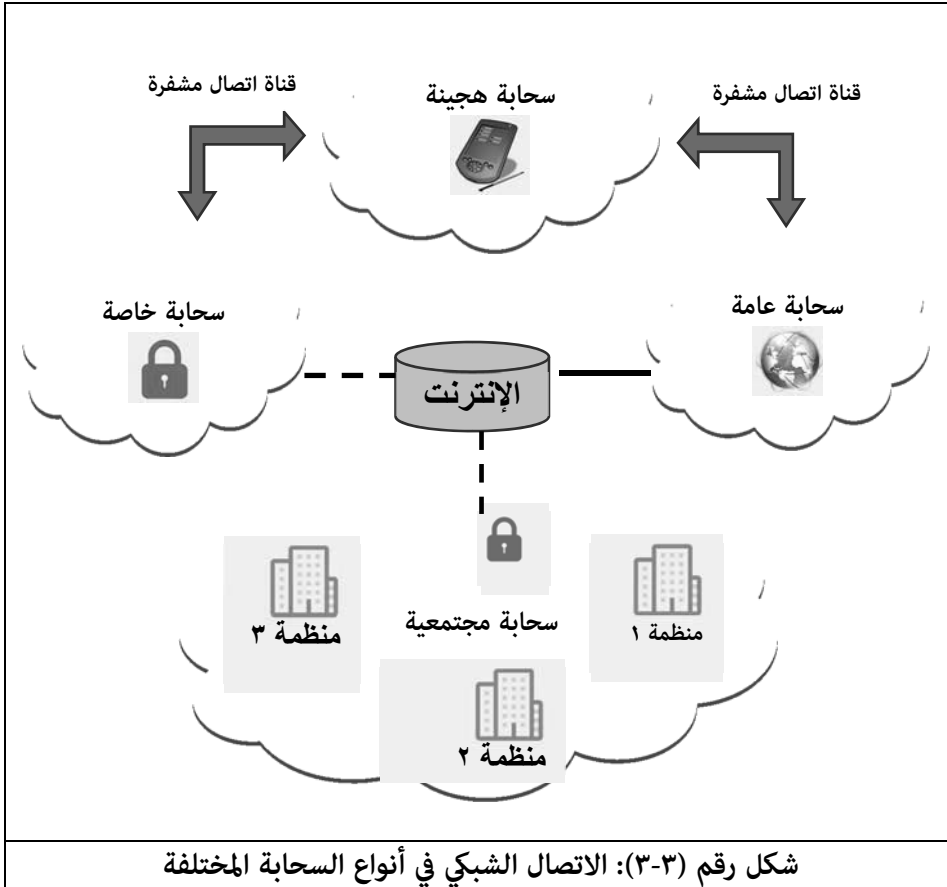 قناة اتصال مشفرة
سحابة هجينة
قناة اتصال مشفرة
سحابة عامة
سحابة خاصة
الإنترنت
سحابة مجتمعية
منظمة ١
منظمة ٣
منظمة ٢
شكل رقم (٣-٣): الاتصال الشبكي في أنواع السحابة المختلفة